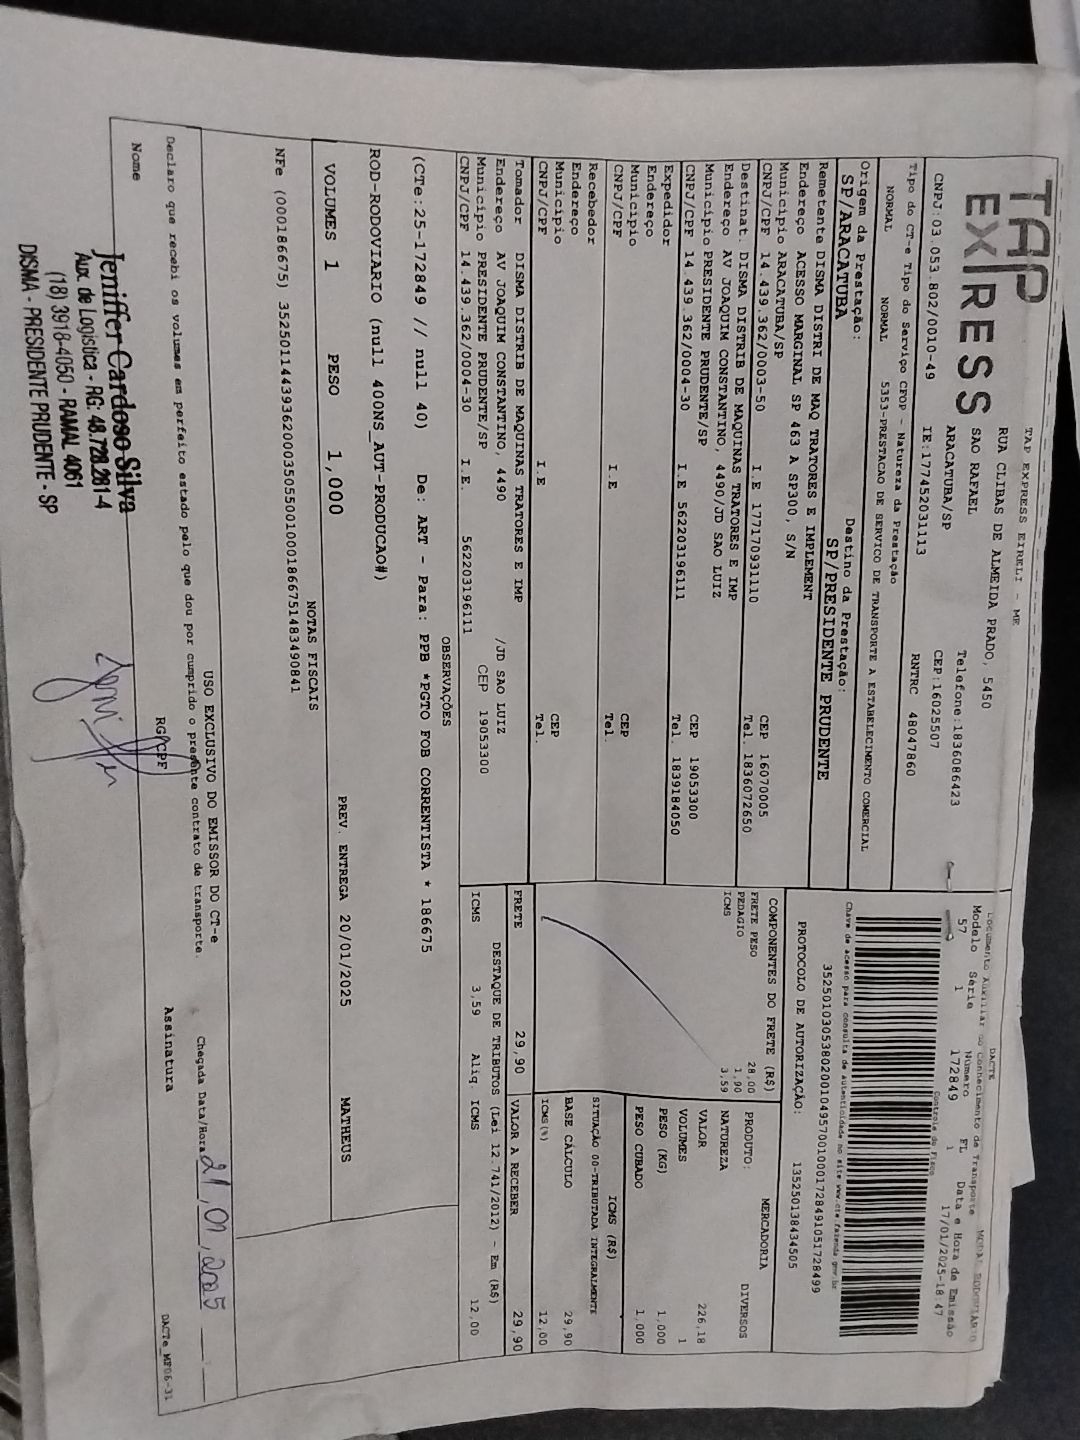 TAP
EXPRESS
TAP EXPRESS EIRELI - ME
RUA CLIBAS DE ALMEIDA PRADO, 5450
SAO RAFAEL
ARACATUBA/SP
Telefone:1836086423
CEP:16025507
CNPJ:03.053.802/0010-49 IE:177452031113 RNTRC 48047860
Tipo do CT-e Tipo do Serviço CFOP - Natureza da Prestação
NORMAL NORMAL 5353-PRESTACAO DE SERVICO DE TRANSPORTE A ESTABELECIMENTO COMERCIAL
Origem da Prestação: Destino da Prestação:
SP/ARACATUBA SP/PRESIDENTE PRUDENTE
Remetente DISMA DISTRI DE MAQ TRATORES E IMPLEMENT
Endereço ACESSO MARGINAL SP 463 A SP300, S/N
Município ARACATUBA/SP CEP 16070005
CNPJ/CPF 14.439.362/0003-50 I.E 177170931110 Tel. 1836072650
Destinat. DISMA DISTRIB DE MAQUINAS TRATORES E IMP
Endereço AV JOAQUIM CONSTANTINO, 4490/JD SAO LUIZ
Município PRESIDENTE PRUDENTE/SP CEP 19053300
CNPJ/CPF 14.439.362/0004-30 I.E 562203196111 Tel. 1839184050
Expedidor
Endereço
Município CEP
CNPJ/CPF I.E Tel.
Recebedor
Endereço
Município CEP
CNPJ/CPF I.E Tel.
Tomador DISMA DISTRIB DE MAQUINAS TRATORES E IMP
Endereço AV JOAQUIM CONSTANTINO, 4490 /JD SAO LUIZ
Município PRESIDENTE PRUDENTE/SP CEP 19053300
CNPJ/CPF 14.439.362/0004-30 I.E. 562203196111
DACTE
Documento Auxiliar do Conhecimento de Transporte MODAL RODOVIARIO
Modelo Série Número FL Data e Hora de Emissão
57 1 172849 1 17/01/2025-18:47
Controle do Fisco
Chave de acesso para consulta de autenticidade no site www.cte.fazenda.gov.br
35250103053802001049570010001728491051728499
PROTOCOLO DE AUTORIZAÇÃO: 135250138434505
COMPONENTES DO FRETE (R$)
FRETE PESO 28,00
PEDAGIO 1,90
ICMS 3,59
MERCADORIA
PRODUTO: DIVERSOS
NATUREZA
VALOR 226,18
VOLUMES 1
PESO (KG) 1,000
PESO CUBADO 1,000
ICMS (R$)
SITUAÇÃO 00-TRIBUTADA INTEGRALMENTE
BASE CÁLCULO 29,90
ICMS(%) 12,00
FRETE 29,90 VALOR A RECEBER 29,90
DESTAQUE DE TRIBUTOS (Lei 12.741/2012) - Em (R$)
ICMS 3,59 Aliq. ICMS 12,00
OBSERVAÇÕES
(CTe:25-172849 // null 40) De: ART - Para: PPB *PGTO FOB CORRENTISTA * 186675
ROD-RODOVIARIO (null 400NS_AUT-PRODUCAO#)
VOLUMES 1 PESO 1,000 PREV. ENTREGA 20/01/2025 MATHEUS
NOTAS FISCAIS
NFe (000186675) 35250114439362000350550010001866751483490841
USO EXCLUSIVO DO EMISSOR DO CT-e
Declaro que recebi os volumes em perfeito estado pelo que dou por cumprido o presente contrato de transporte. Chegada Data/Hora 21, 01, 2025
Nome RG/CPF Assinatura
DACTe_MF06-31
Jeniffer Cardoso Silva
Aux. de Logística - RG: 48.728.281-4
(18) 3918-4050 - RAMAL 4061
DISMA - PRESIDENTE PRUDENTE - SP